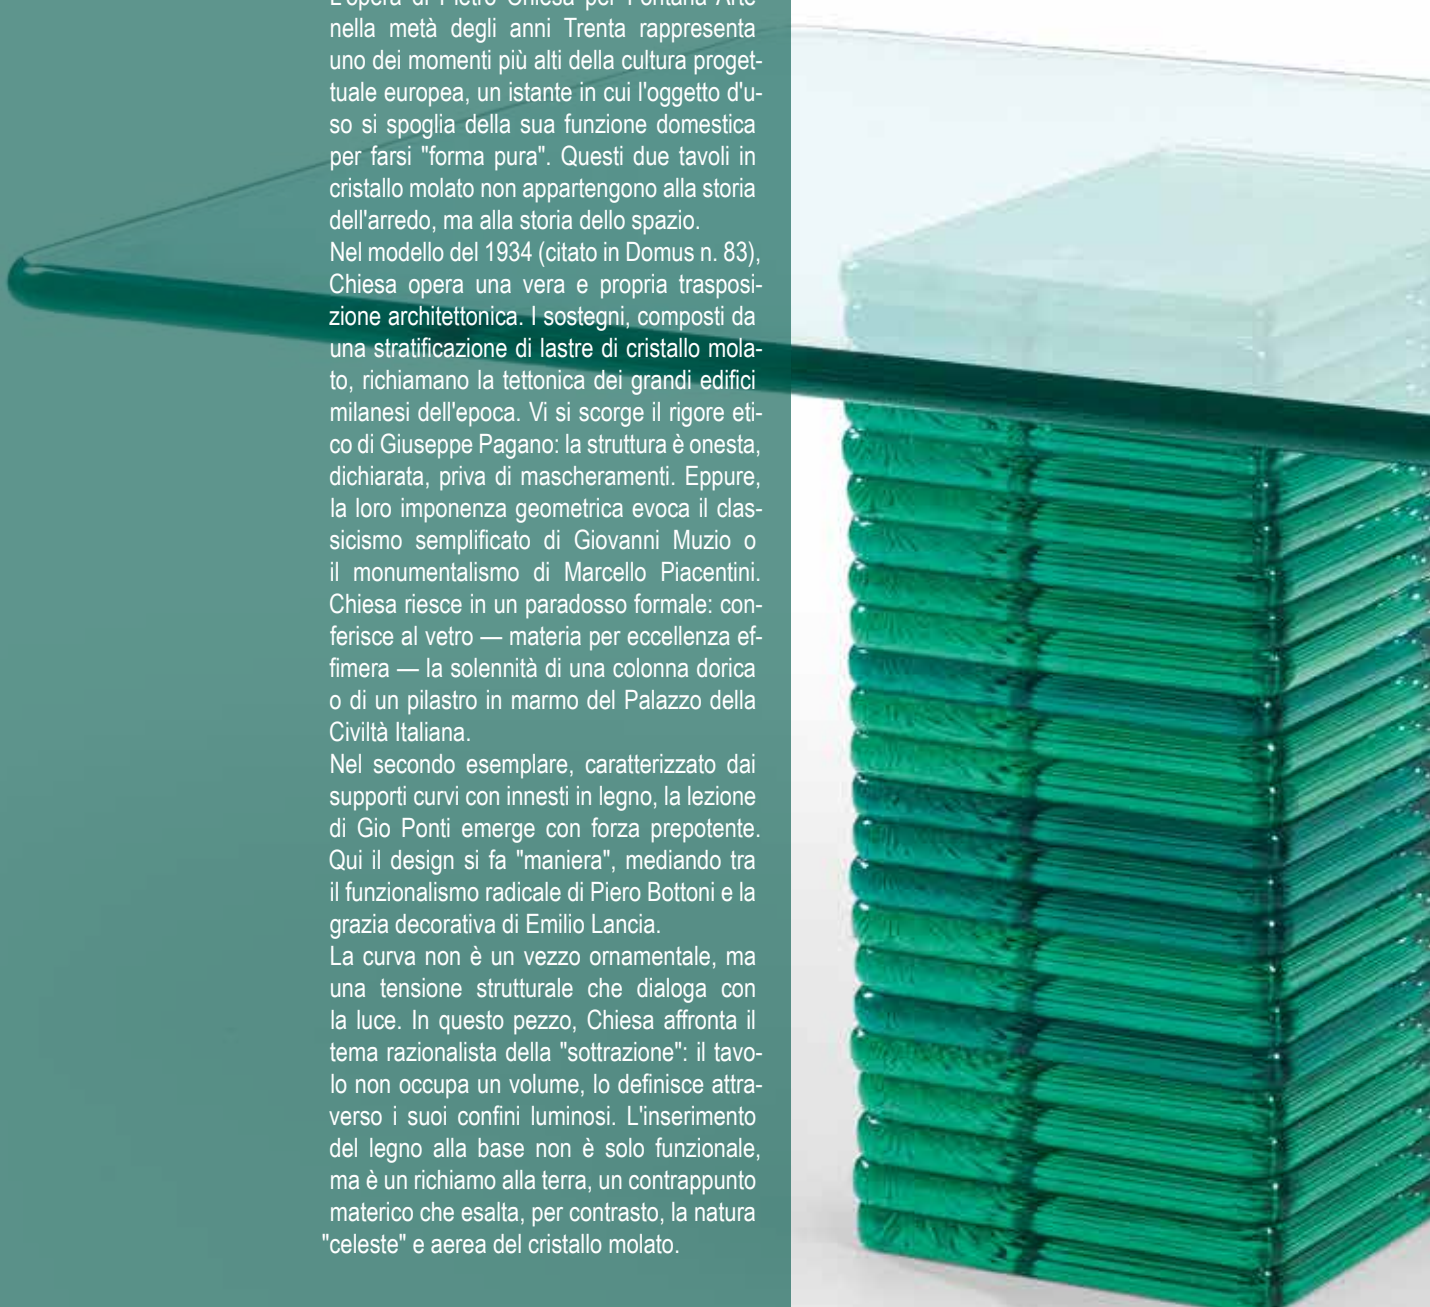 L'opera di Pietro Chiesa per Fontana Arte
nella metà degli anni Trenta rappresenta
uno dei momenti più alti della cultura proget-
tuale europea, un istante in cui l'oggetto d'u-
so si spoglia della sua funzione domestica
per farsi "forma pura". Questi due tavoli in
cristallo molato non appartengono alla storia
dell'arredo, ma alla storia dello spazio.
Nel modello del 1934 (citato in Domus n. 83),
Chiesa opera una vera e propria trasposi-
zione architettonica. I sostegni, composti da
una stratificazione di lastre di cristallo mola-
to, richiamano la tettonica dei grandi edifici
milanesi dell'epoca. Vi si scorge il rigore eti-
co di Giuseppe Pagano: la struttura è onesta,
dichiarata, priva di mascheramenti. Eppure,
la loro imponenza geometrica evoca il clas-
sicismo semplificato di Giovanni Muzio o
il monumentalismo di Marcello Piacentini.
Chiesa riesce in un paradosso formale: con-
ferisce al vetro — materia per eccellenza ef-
fimera — la solennità di una colonna dorica
o di un pilastro in marmo del Palazzo della
Civiltà Italiana.
Nel secondo esemplare, caratterizzato dai
supporti curvi con innesti in legno, la lezione
di Gio Ponti emerge con forza prepotente.
Qui il design si fa "maniera", mediando tra
il funzionalismo radicale di Piero Bottoni e la
grazia decorativa di Emilio Lancia.
La curva non è un vezzo ornamentale, ma
una tensione strutturale che dialoga con
la luce. In questo pezzo, Chiesa affronta il
tema razionalista della "sottrazione": il tavo-
lo non occupa un volume, lo definisce attra-
verso i suoi confini luminosi. L'inserimento
del legno alla base non è solo funzionale,
ma è un richiamo alla terra, un contrappunto
materico che esalta, per contrasto, la natura
"celeste" e aerea del cristallo molato.